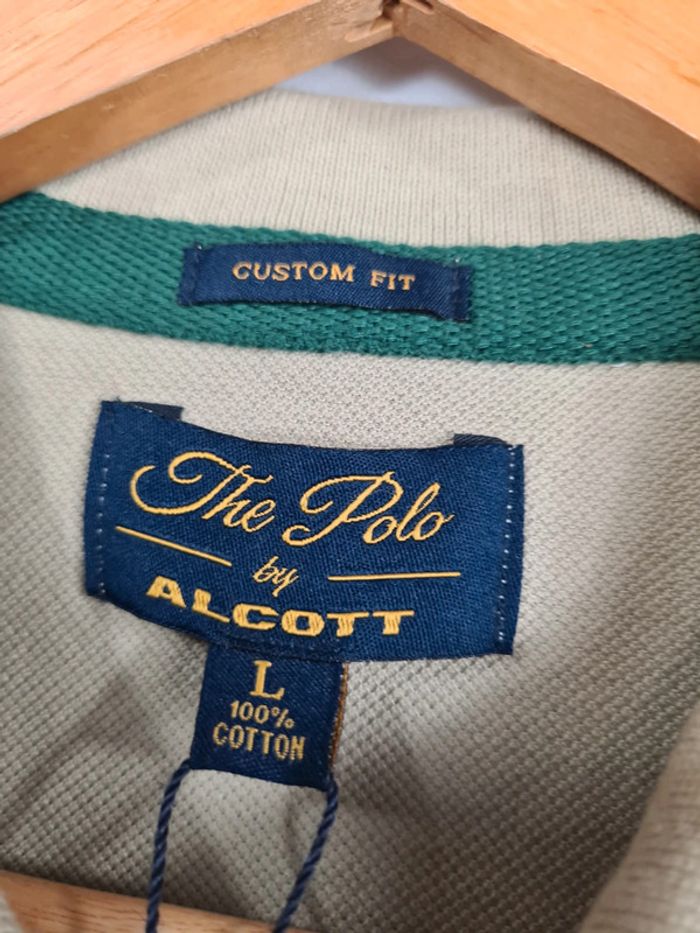 CUSTOM FIT
The Polo
by
ALCOTT
L
100%
COTTON